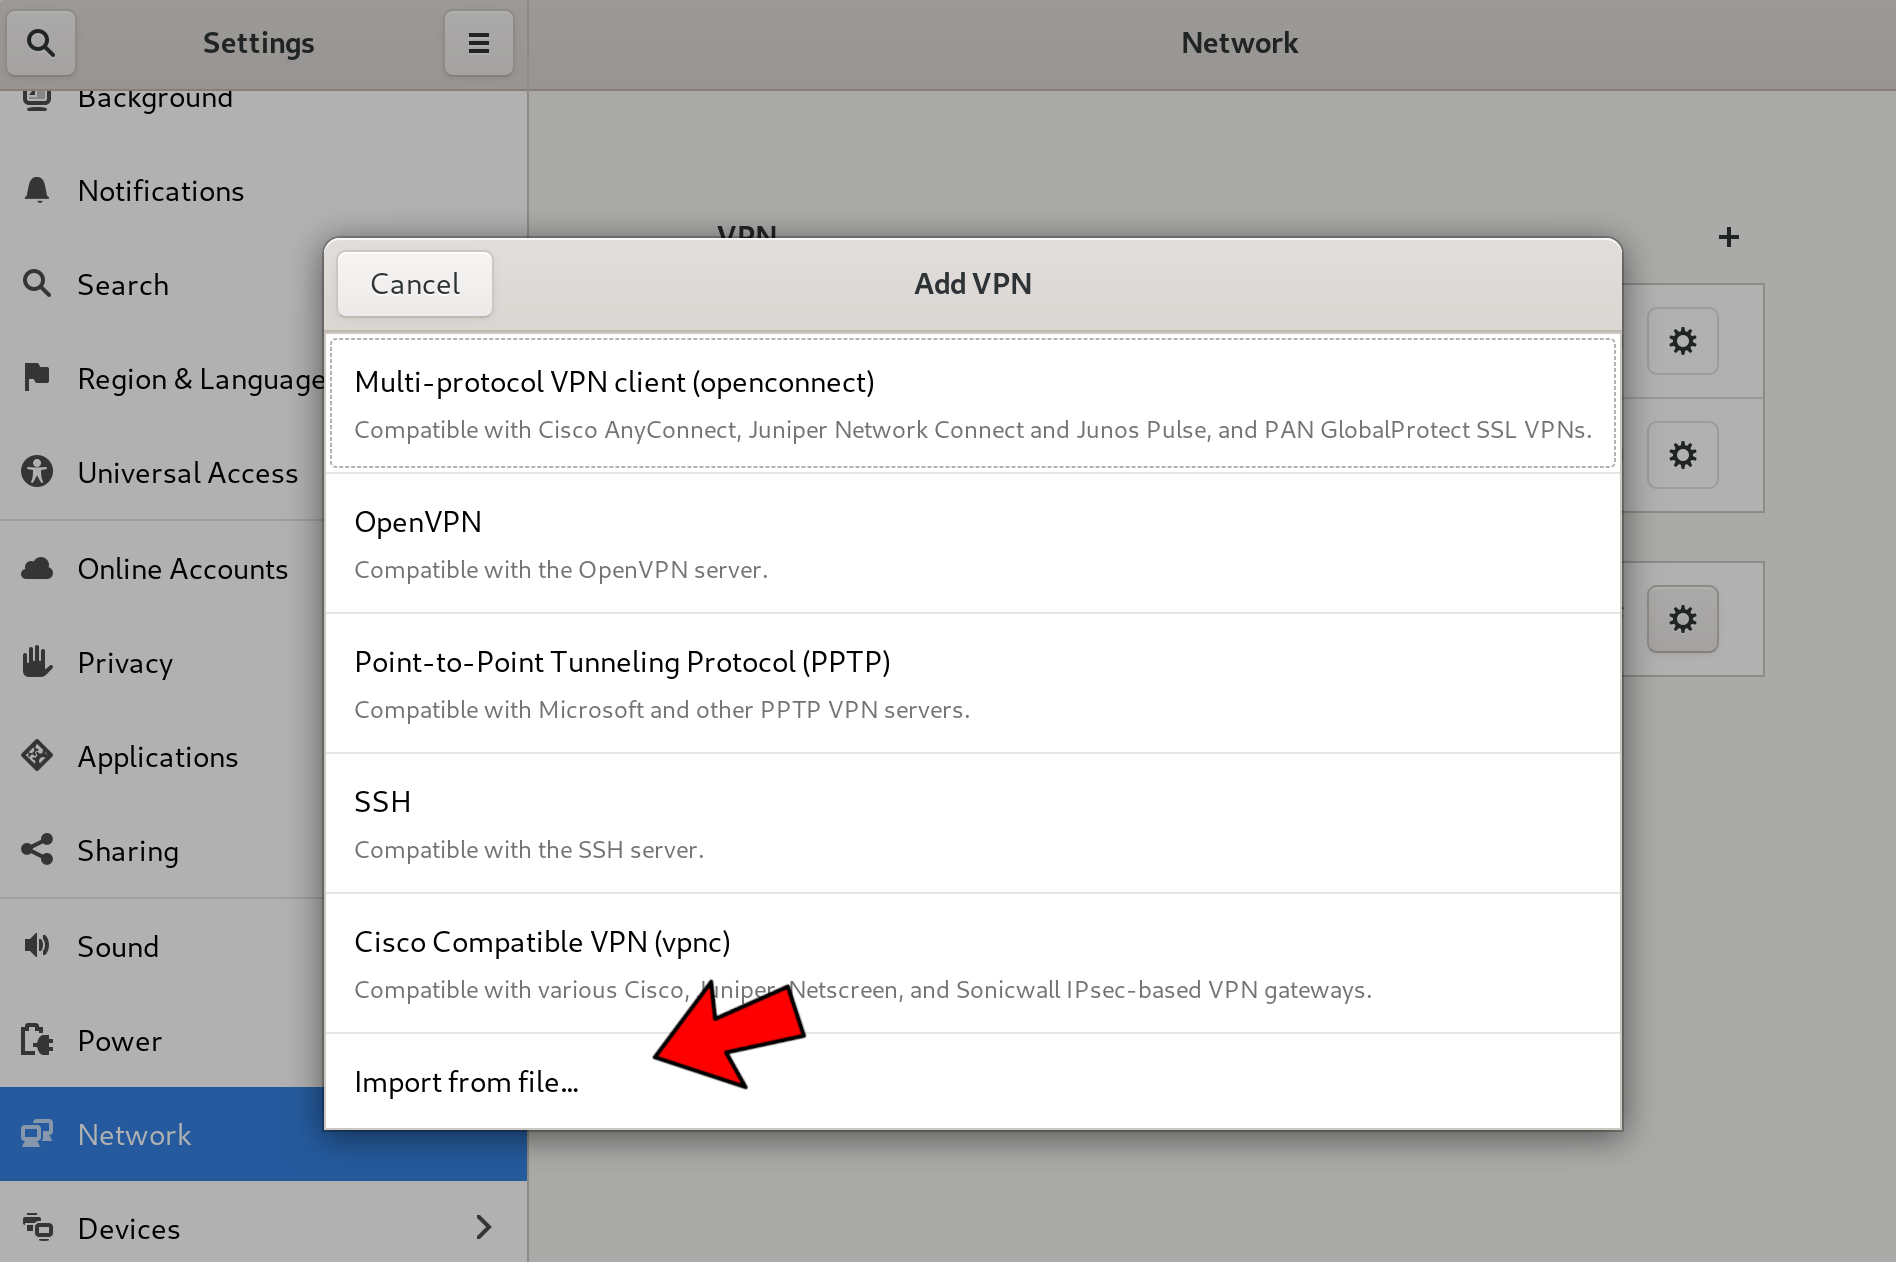 Settings
Network
Background
Notifications
Search
Region & Language
Universal Access
Online Accounts
Privacy
Applications
Sharing
Sound
Power
Network
Devices
VPN
Cancel
Add VPN
Multi-protocol VPN client (openconnect)
Compatible with Cisco AnyConnect, Juniper Network Connect and Junos Pulse, and PAN GlobalProtect SSL VPNs.
OpenVPN
Compatible with the OpenVPN server.
Point-to-Point Tunneling Protocol (PPTP)
Compatible with Microsoft and other PPTP VPN servers.
SSH
Compatible with the SSH server.
Cisco Compatible VPN (vpnc)
Compatible with various Cisco, Juniper, Netscreen, and Sonicwall IPsec-based VPN gateways.
Import from file…